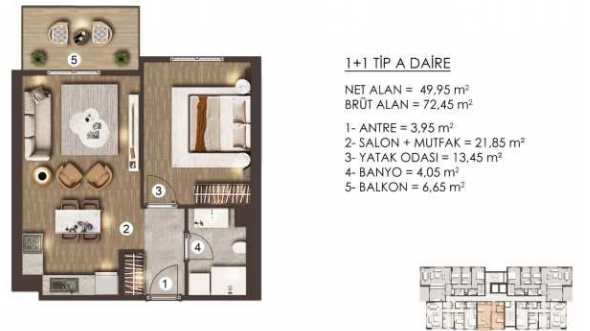 1+1 TİP A DAİRE
NET ALAN = 49,95 m²
BRÜT ALAN = 72,45 m²
1- ANTRE = 3,95 m²
2- SALON + MUTFAK = 21,85 m²
3- YATAK ODASI = 13,45 m²
4- BANYO = 4,05 m²
5- BALKON = 6,65 m²
5
3
2
4
1